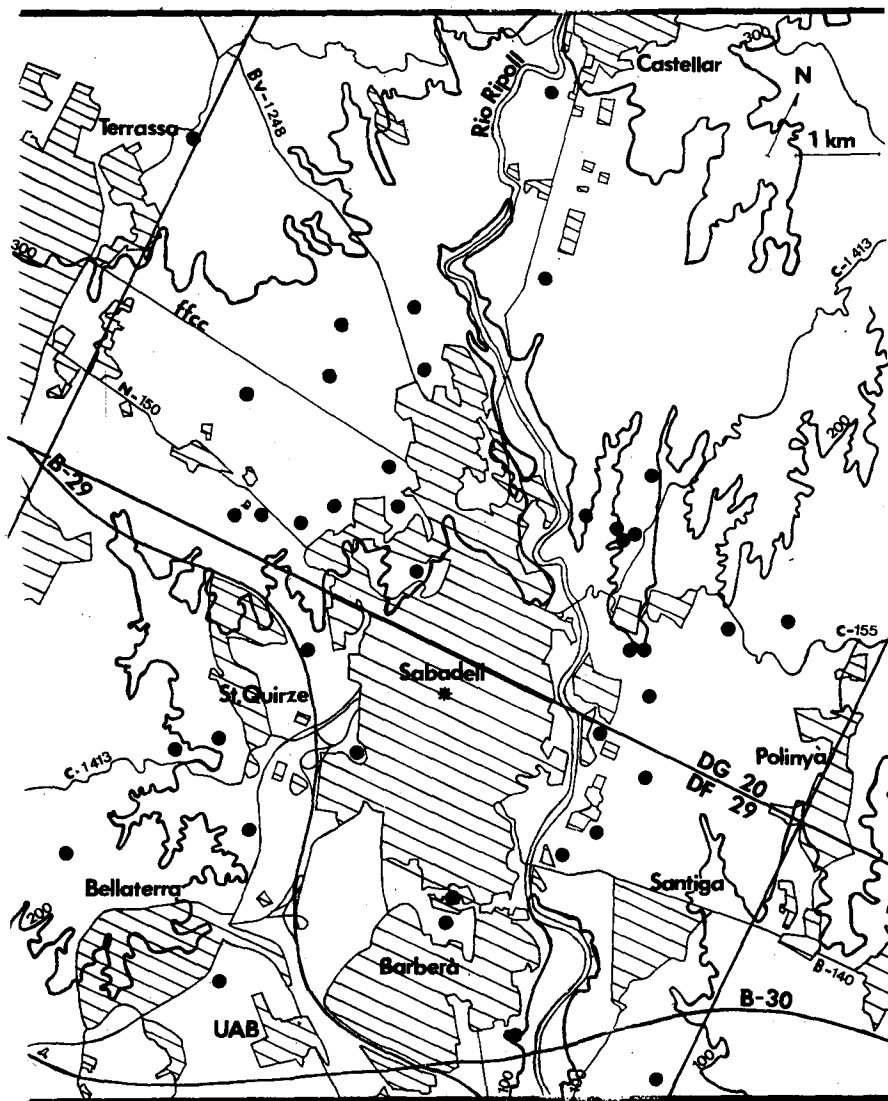 300
Castellar
N
Rio Ripoll
BV-1248
Terrassa
1 km
300
C-1413
ffcc
N-150
200
B-29
C-155
Sabadell
St. Quirze
Polinyà
DG 20
DF 29
C-1413
Bellaterra
Santiga
200
Barberà
B-140
B-30
UAB
100
100
100